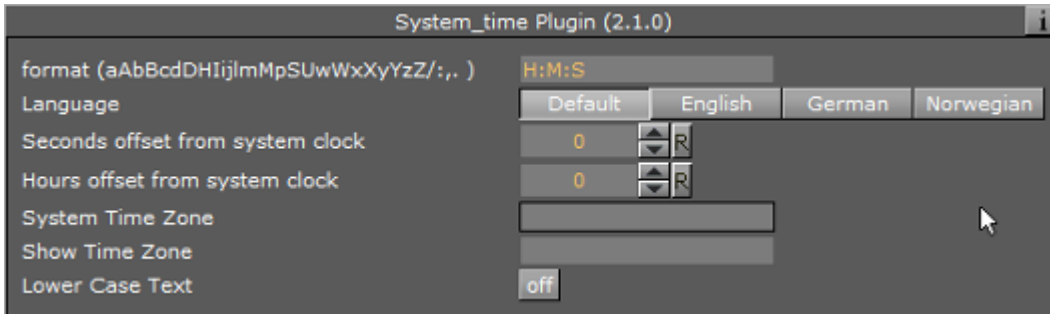 System_time Plugin (2.1.0) i
format (aAbBcdDHIijlmMpSUwWxXyYzZ/:,. ) H:M:S
Language Default English German Norwegian
Seconds offset from system clock 0 R
Hours offset from system clock 0 R
System Time Zone
Show Time Zone
Lower Case Text off